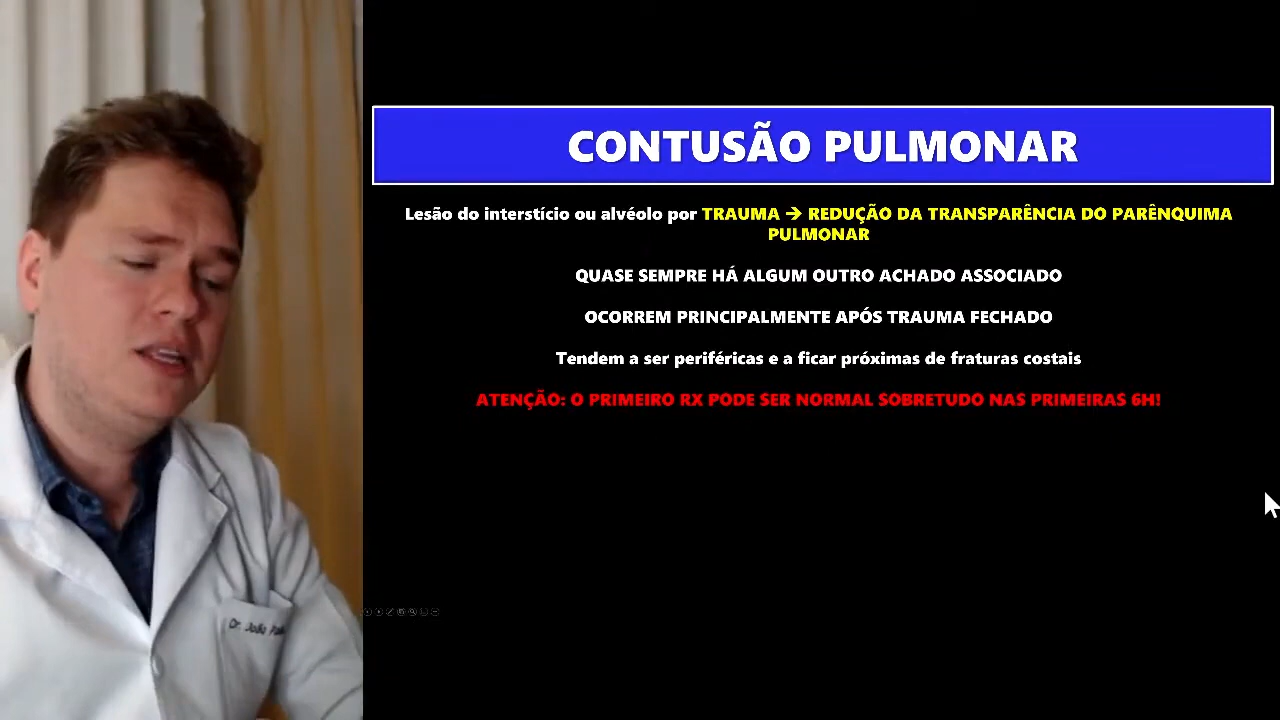 CONTUSÃO PULMONAR
Lesão do interstício ou alvéolo por TRAUMA → REDUÇÃO DA TRANSPARÊNCIA DO PARÊNQUIMA
PULMONAR
QUASE SEMPRE HÁ ALGUM OUTRO ACHADO ASSOCIADO
OCORREM PRINCIPALMENTE APÓS TRAUMA FECHADO
Tendem a ser periféricas e a ficar próximas de fraturas costais
ATENÇÃO: O PRIMEIRO RX PODE SER NORMAL SOBRETUDO NAS PRIMEIRAS 6H!
Dr. João